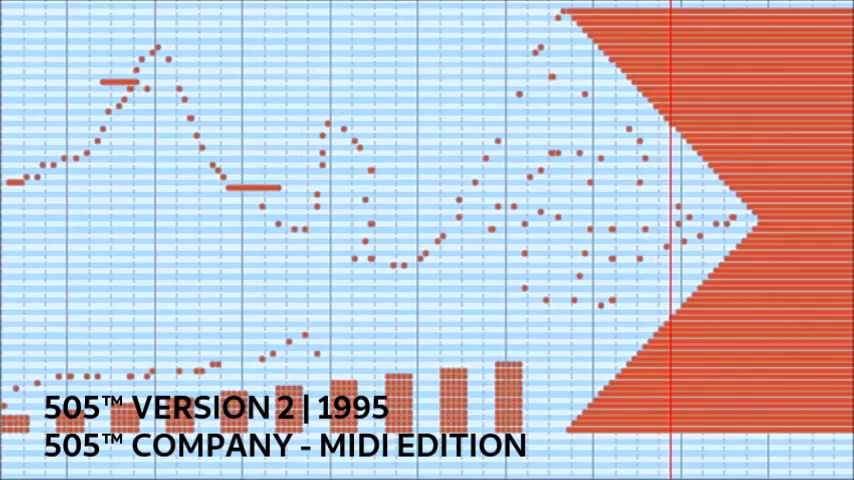 505™ VERSION 2 | 1995
505™ COMPANY - MIDI EDITION